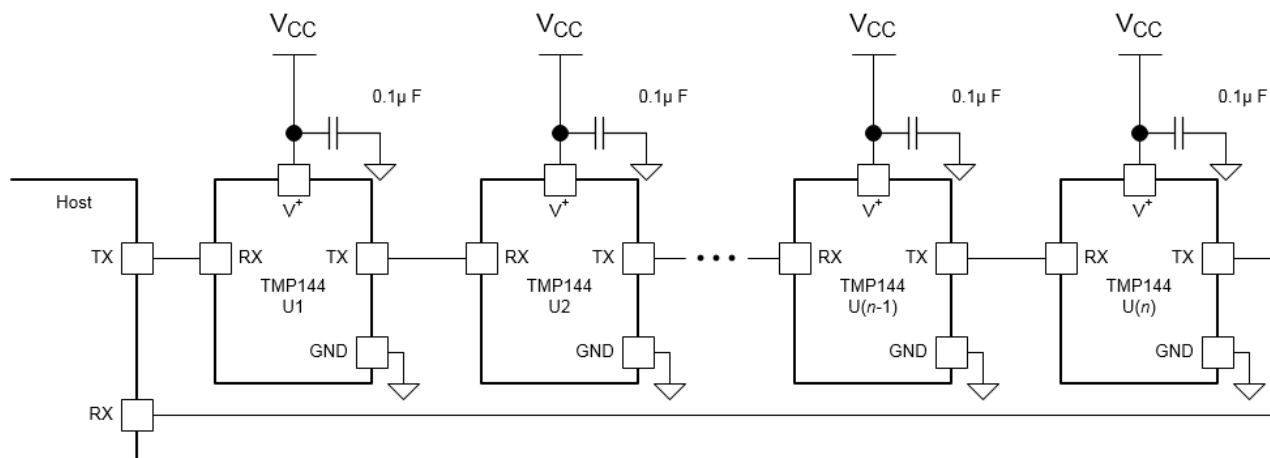 VCC VCC VCC VCC
0.1µ F 0.1µ F 0.1µ F 0.1µ F
Host
V+ V+ V+ V+
TX RX TX RX TX ••• RX TX RX TX
TMP144 TMP144 TMP144 TMP144
U1 U2 U(n-1) U(n)
GND GND GND GND
RX